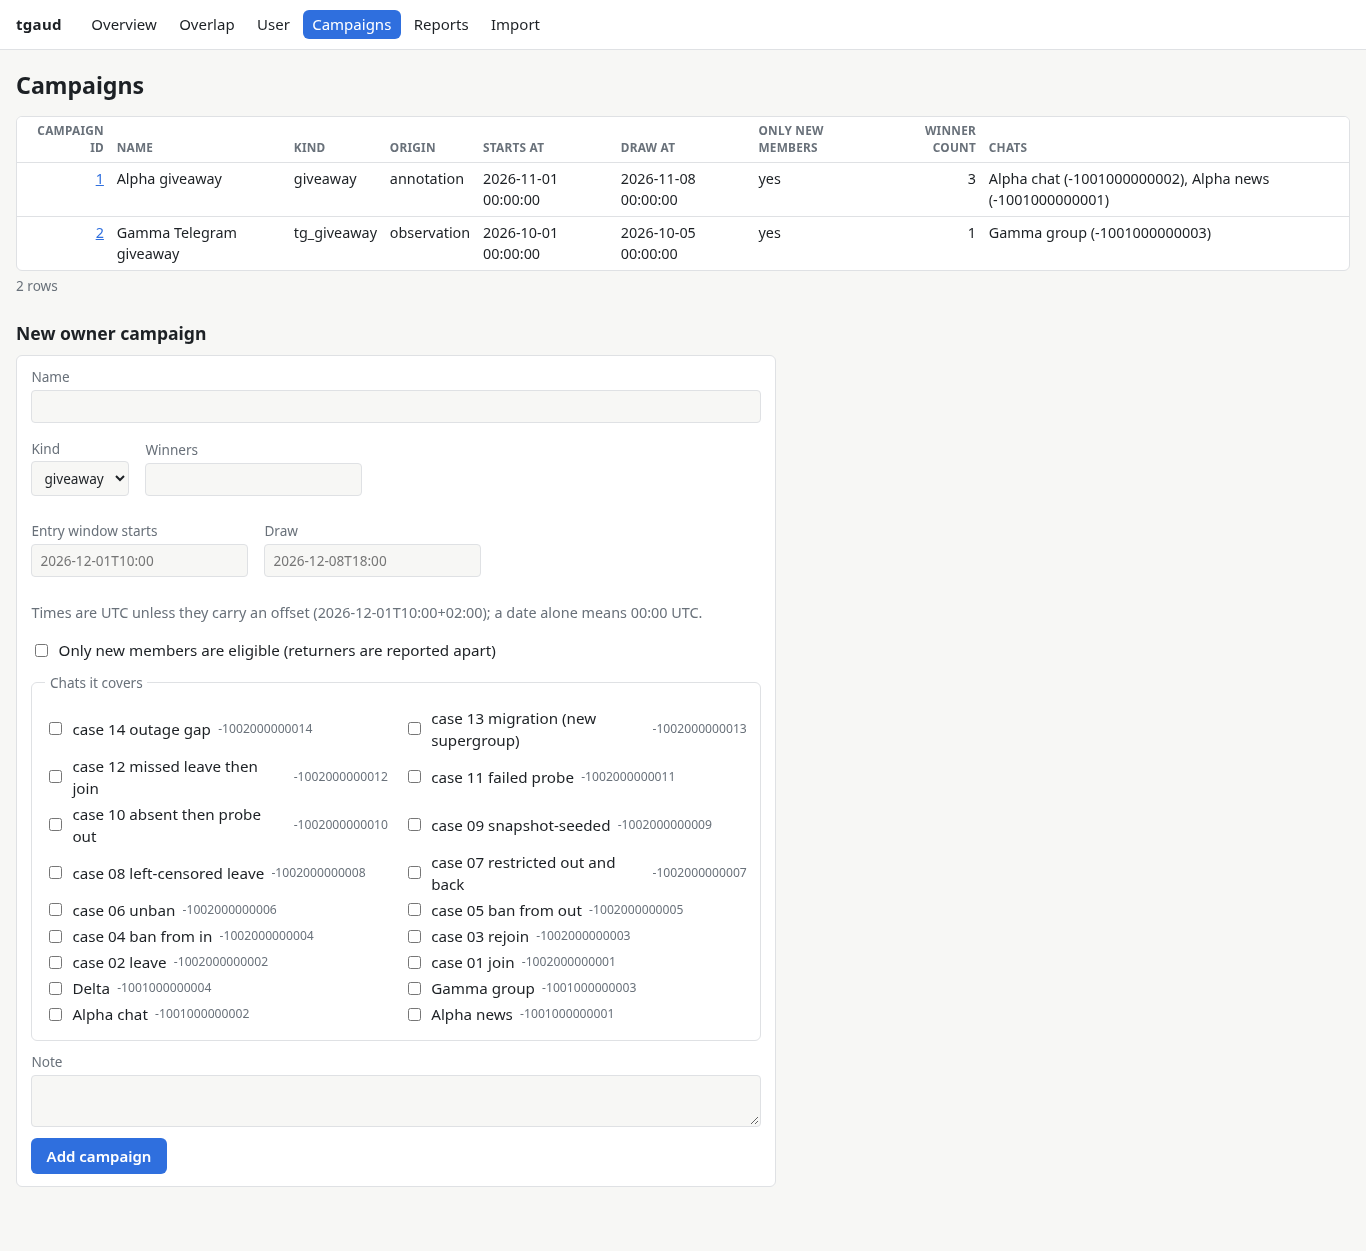 tgaud Overview Overlap User Campaigns Reports Import
Campaigns
CAMPAIGN ID NAME KIND ORIGIN STARTS AT DRAW AT ONLY NEW MEMBERS WINNER COUNT CHATS
1 Alpha giveaway giveaway annotation 2026-11-01 00:00:00 2026-11-08 00:00:00 yes 3 Alpha chat (-1001000000002), Alpha news (-1001000000001)
2 Gamma Telegram giveaway tg_giveaway observation 2026-10-01 00:00:00 2026-10-05 00:00:00 yes 1 Gamma group (-1001000000003)
2 rows
New owner campaign
Name
Kind Winners
giveaway
Entry window starts Draw
2026-12-01T10:00 2026-12-08T18:00
Times are UTC unless they carry an offset (2026-12-01T10:00+02:00); a date alone means 00:00 UTC.
Only new members are eligible (returners are reported apart)
Chats it covers
case 14 outage gap -1002000000014
case 13 migration (new supergroup) -1002000000013
case 12 missed leave then join -1002000000012
case 11 failed probe -1002000000011
case 10 absent then probe out -1002000000010
case 09 snapshot-seeded -1002000000009
case 08 left-censored leave -1002000000008
case 07 restricted out and back -1002000000007
case 06 unban -1002000000006
case 05 ban from out -1002000000005
case 04 ban from in -1002000000004
case 03 rejoin -1002000000003
case 02 leave -1002000000002
case 01 join -1002000000001
Delta -1001000000004
Gamma group -1001000000003
Alpha chat -1001000000002
Alpha news -1001000000001
Note
Add campaign